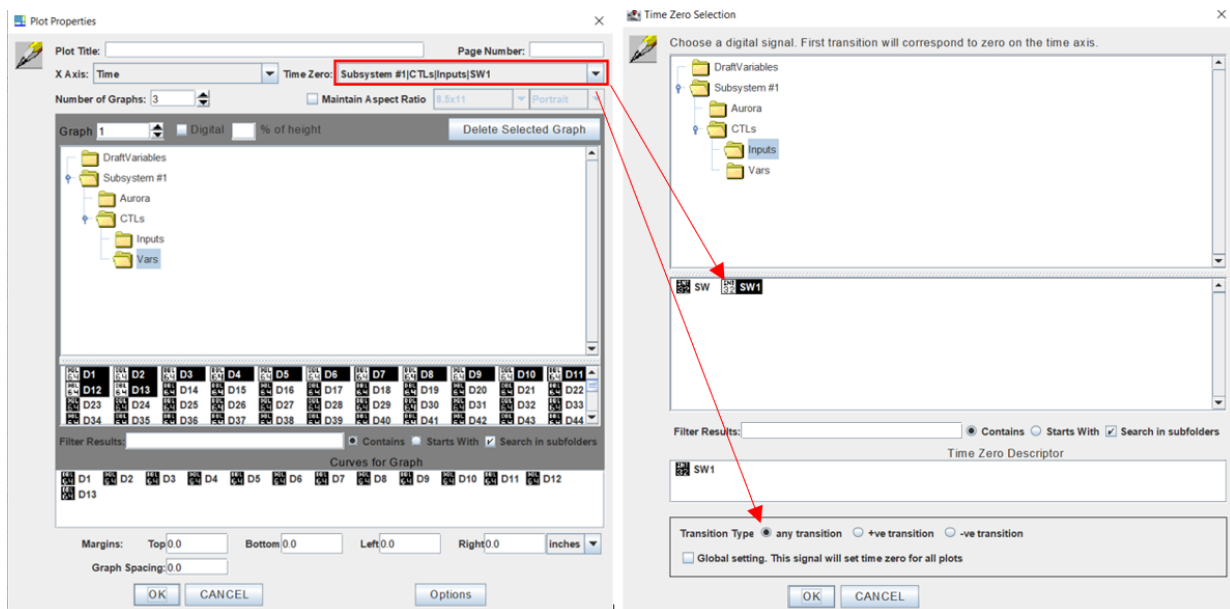 Plot Properties
Plot Title:
Page Number:
X Axis: Time
Time Zero: Subsystem #1|CTLs|Inputs|SW1
Number of Graphs: 3
Maintain Aspect Ratio 8.5x11 Portrait
Graph 1
Digital
% of height
Delete Selected Graph
DraftVariables
Subsystem #1
Aurora
CTLs
Inputs
Vars
D1 D2 D3 D4 D5 D6 D7 D8 D9 D10 D11
D12 D13 D14 D15 D16 D17 D18 D19 D20 D21 D22
D23 D24 D25 D26 D27 D28 D29 D30 D31 D32 D33
D34 D35 D36 D37 D38 D39 D40 D41 D42 D43 D44
Filter Results:
Contains Starts With Search in subfolders
Curves for Graph
D1 D2 D3 D4 D5 D6 D7 D8 D9 D10 D11 D12
D13
Margins: Top 0.0 Bottom 0.0 Left 0.0 Right 0.0 inches
Graph Spacing: 0.0
OK CANCEL Options
Time Zero Selection
Choose a digital signal. First transition will correspond to zero on the time axis.
DraftVariables
Subsystem #1
Aurora
CTLs
Inputs
Vars
SW SW1
Filter Results:
Contains Starts With Search in subfolders
Time Zero Descriptor
SW1
Transition Type any transition +ve transition -ve transition
Global setting. This signal will set time zero for all plots
OK CANCEL